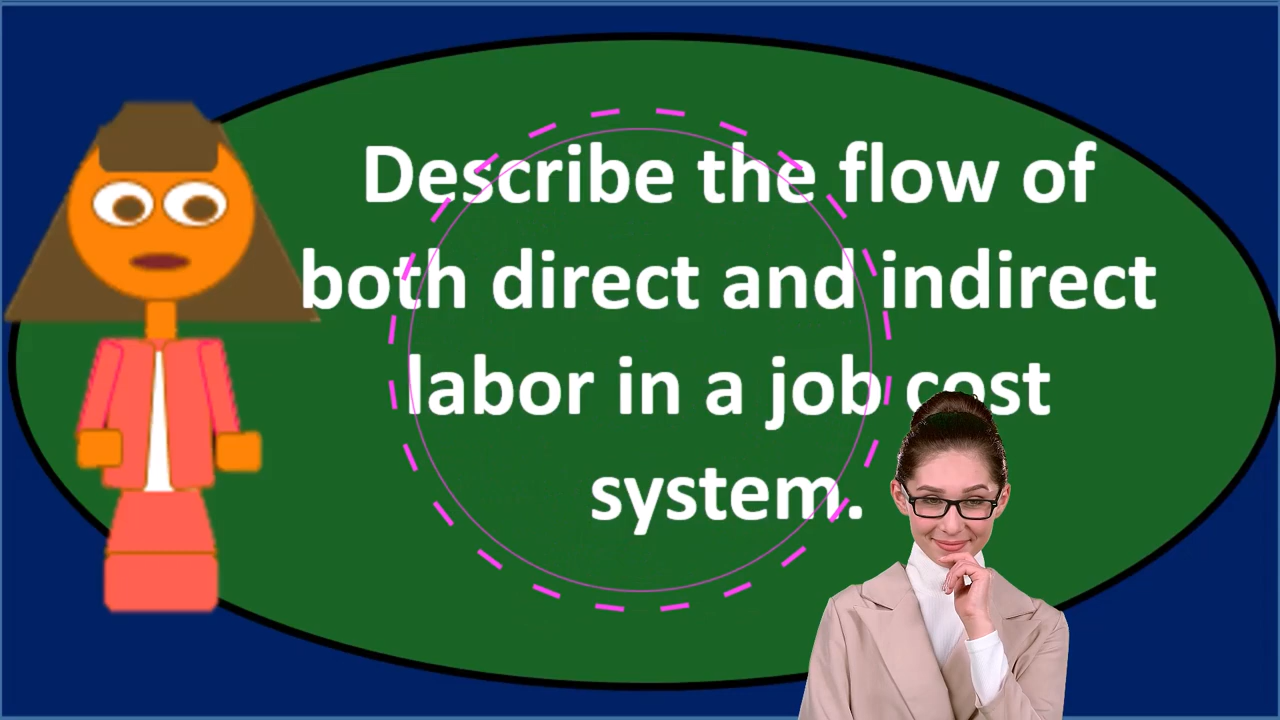 Describe the flow of
both direct and indirect
labor in a job cost
system.